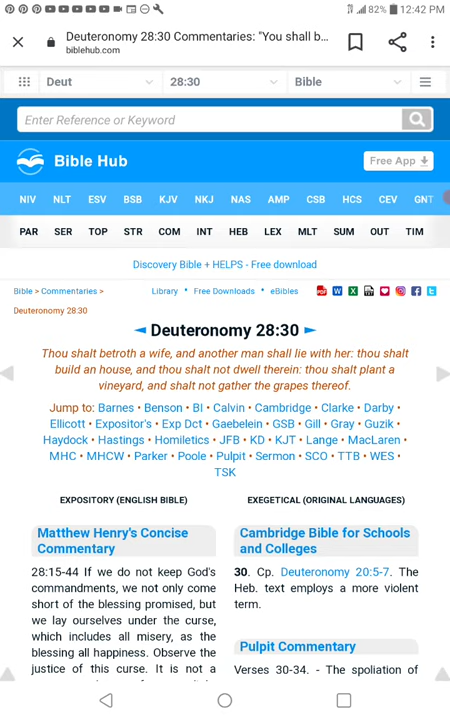 82% 12:42 PM
Deuteronomy 28:30 Commentaries: "You shall b...
biblehub.com
Deut 28:30 Bible
Enter Reference or Keyword
Bible Hub Free App
NIV NLT ESV BSB KJV NKJ NAS AMP CSB HCS CEV GNT
PAR SER TOP STR COM INT HEB LEX MLT SUM OUT TIM
Discovery Bible + HELPS - Free download
Bible > Commentaries > Library • Free Downloads • eBibles
Deuteronomy 28:30
◄ Deuteronomy 28:30 ►
Thou shalt betroth a wife, and another man shall lie with her: thou shalt
build an house, and thou shalt not dwell therein: thou shalt plant a
vineyard, and shalt not gather the grapes thereof.
Jump to: Barnes • Benson • BI • Calvin • Cambridge • Clarke • Darby •
Ellicott • Expositor's • Exp Dct • Gaebelein • GSB • Gill • Gray • Guzik •
Haydock • Hastings • Homiletics • JFB • KD • KJT • Lange • MacLaren •
MHC • MHCW • Parker • Poole • Pulpit • Sermon • SCO • TTB • WES •
TSK
EXPOSITORY (ENGLISH BIBLE)
Matthew Henry's Concise
Commentary
28:15-44 If we do not keep God's
commandments, we not only come
short of the blessing promised, but
we lay ourselves under the curse,
which includes all misery, as the
blessing all happiness. Observe the
justice of this curse. It is not a
EXEGETICAL (ORIGINAL LANGUAGES)
Cambridge Bible for Schools
and Colleges
30. Cp. Deuteronomy 20:5-7. The
Heb. text employs a more violent
term.
Pulpit Commentary
Verses 30-34. - The spoliation of